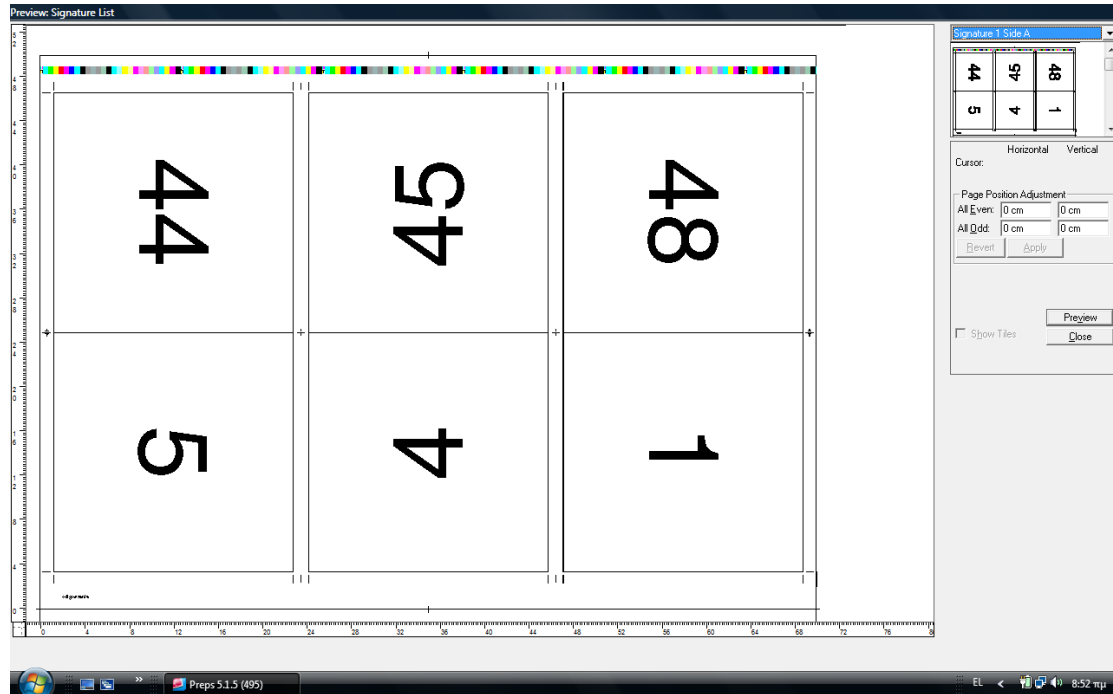 Preview: Signature List
44 45 48
5 4 1
0 4 8 12 16 20 24 28 32 36 40 44 48 52 56 60 64 68 72 76
Signature 1 Side A
44 45 48
5 4 1
Horizontal Vertical
Cursor:
Page Position Adjustment
All Even: 0 cm 0 cm
All Odd: 0 cm 0 cm
Revert Apply
Preview
Show Tiles Close
Preps 5.1.5 (495)
EL 8:52 πμ